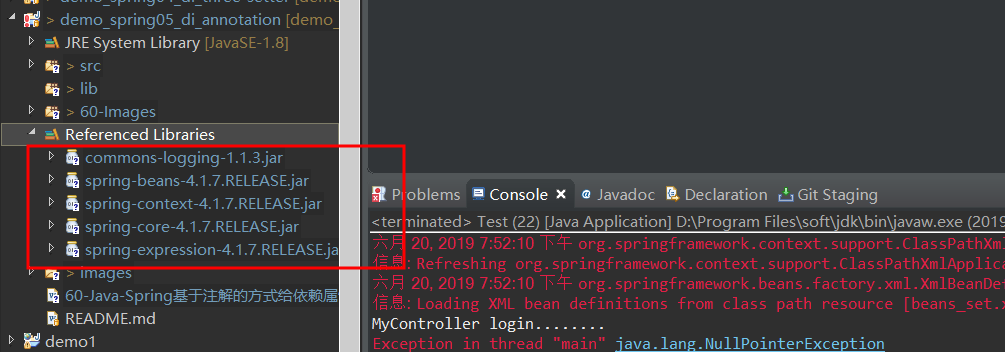 demo_spring05_di_annotation [demo_
JRE System Library [JavaSE-1.8]
> src
> lib
> 60-Images
Referenced Libraries
commons-logging-1.1.3.jar
spring-beans-4.1.7.RELEASE.jar
spring-context-4.1.7.RELEASE.jar
spring-core-4.1.7.RELEASE.jar
spring-expression-4.1.7.RELEASE.ja
> Images
60-Java-Spring基于注解的方式给依赖属
README.md
demo1
Problems Console @ Javadoc Declaration Git Staging
<terminated> Test (22) [Java Application] D:\Program Files\soft\jdk\bin\javaw.exe (2019
六月 20, 2019 7:52:10 下午 org.springframework.context.support.ClassPathXml
信息: Refreshing org.springframework.context.support.ClassPathXmlApplica
六月 20, 2019 7:52:10 下午 org.springframework.beans.factory.xml.XmlBeanDef
信息: Loading XML bean definitions from class path resource [beans_set.x
MyController login........
Exception in thread "main" java.lang.NullPointerException